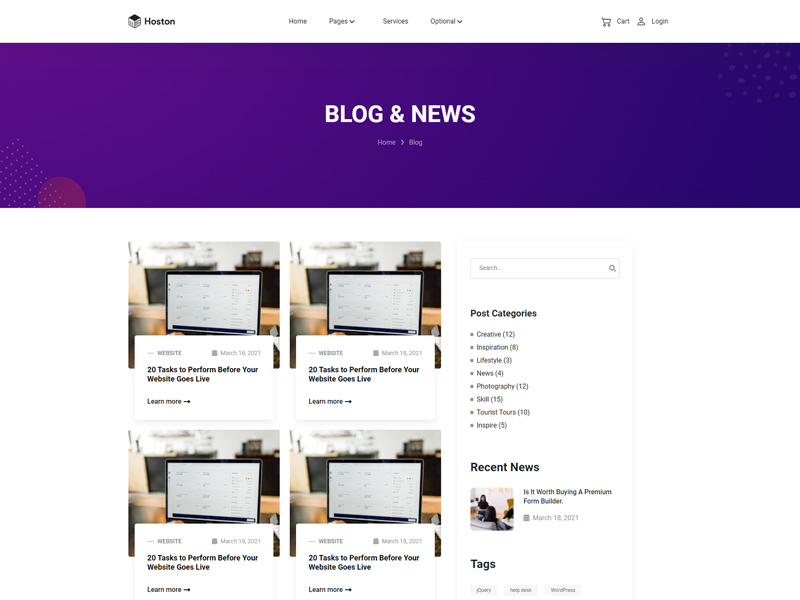 Hoston
Home
Pages
Services
Optional
Cart
Login
BLOG & NEWS
Home
Blog
WEBSITE
March 18, 2021
20 Tasks to Perform Before Your
Website Goes Live
Learn more
WEBSITE
March 18, 2021
20 Tasks to Perform Before Your
Website Goes Live
Learn more
WEBSITE
March 18, 2021
20 Tasks to Perform Before Your
Website Goes Live
Learn more
WEBSITE
March 18, 2021
20 Tasks to Perform Before Your
Website Goes Live
Learn more
Search...
Post Categories
Creative (12)
Inspiration (8)
Lifestyle (3)
News (4)
Photography (12)
Skill (15)
Tourist Tours (10)
Inspire (5)
Recent News
Is It Worth Buying A Premium
Form Builder.
March 18, 2021
Tags
jQuery
help desk
WordPress